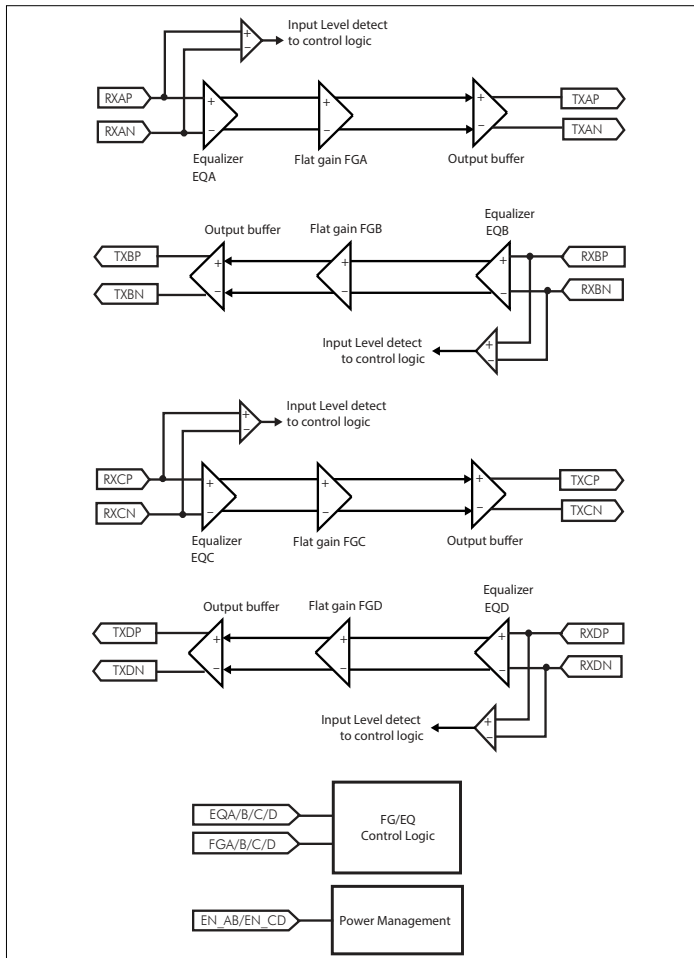 Input Level detect
to control logic
+
−
RXAP
+
+
TXAP
RXAN
−
−
−
TXAN
Equalizer
EQA
Flat gain FGA
Output buffer
Output buffer
Flat gain FGB
Equalizer
EQB
TXBP
+
+
+
RXBP
TXBN
−
−
−
RXBN
Input Level detect
to control logic
+
−
Input Level detect
to control logic
+
−
RXCP
+
+
+
TXCP
RXCN
−
−
−
TXCN
Equalizer
EQC
Flat gain FGC
Output buffer
Output buffer
Flat gain FGD
Equalizer
EQD
TXDP
+
+
+
RXDP
TXDN
−
−
−
RXDN
Input Level detect
to control logic
+
−
EQA/B/C/D
FGA/B/C/D
FG/EQ
Control Logic
EN_AB/EN_CD
Power Management